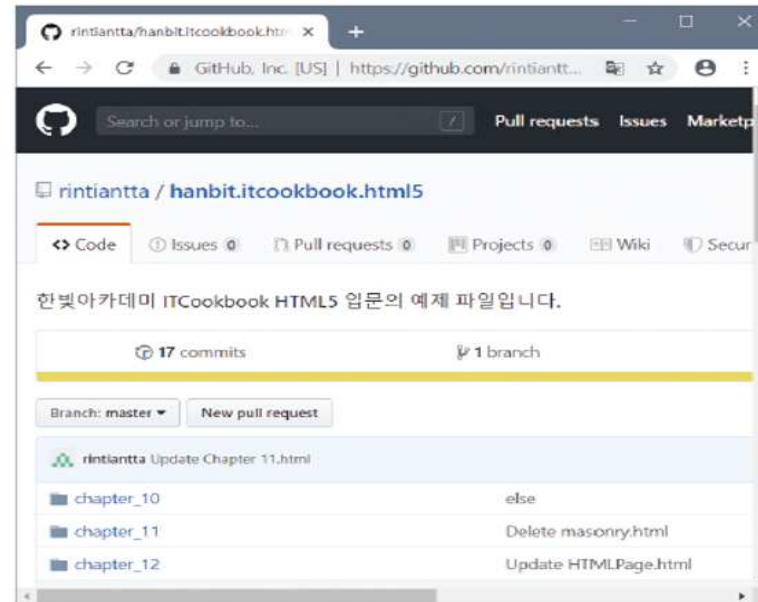 rintiantta/hanbit.itcookbook.htm
GitHub, Inc. [US] | https://github.com/rintiantt...
Search or jump to...
/
Pull requests Issues Marketp
rintiantta / hanbit.itcookbook.html5
Code Issues 0 Pull requests 0 Projects 0 Wiki Secur
한빛아카데미 ITCookbook HTML5 입문의 예제 파일입니다.
17 commits 1 branch
Branch: master New pull request
rintiantta Update Chapter 11.html
chapter_10 else
chapter_11 Delete masonry.html
chapter_12 Update HTMLPage.html